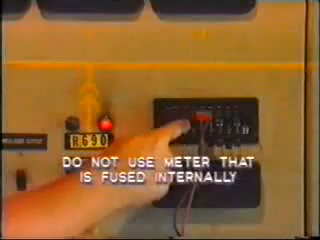 R690
DO NOT USE METER THAT
IS FUSED INTERNALLY